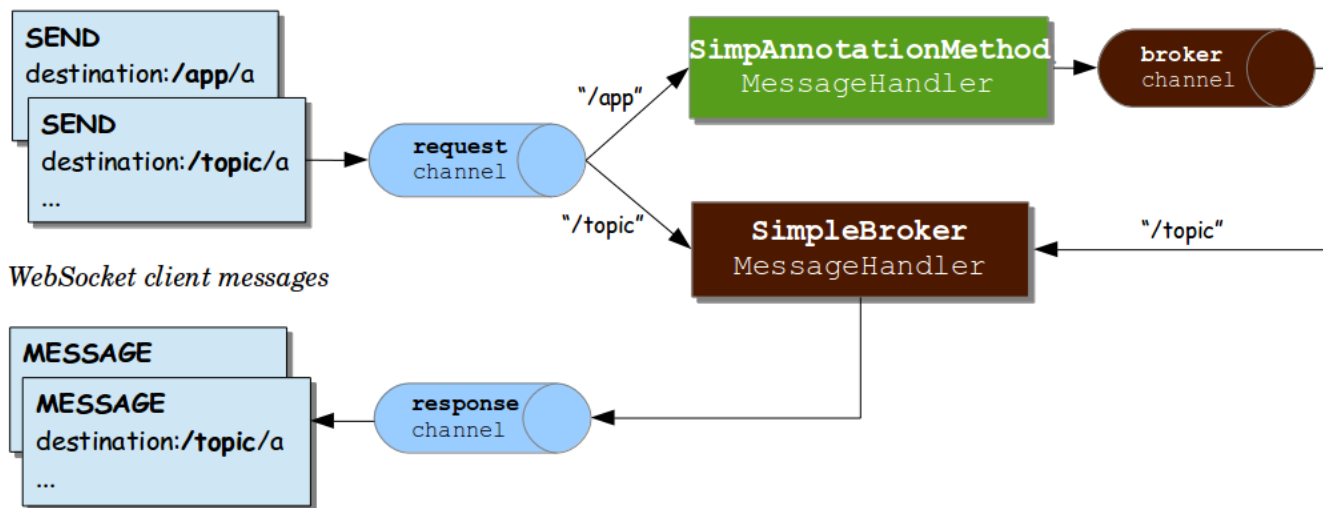 SEND
destination:/app/a
SEND
destination:/topic/a
...
WebSocket client messages
request
channel
“/app”
“/topic”
SimpAnnotationMethod
MessageHandler
broker
channel
SimpleBroker
MessageHandler
“/topic”
MESSAGE
MESSAGE
destination:/topic/a
...
response
channel